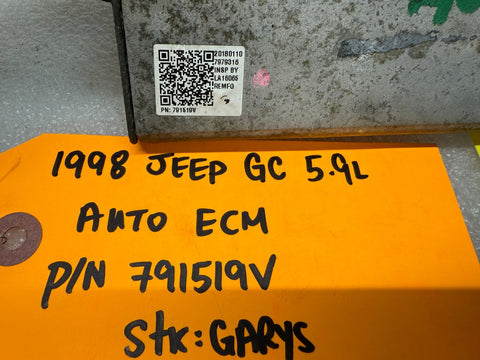 20180110
7979316
INSP BY
LA16065
REMFG
PN: 791519V
1998 JEEP GC 5.9L
AUTO ECM
P/N 791519V
Stk: GARYS